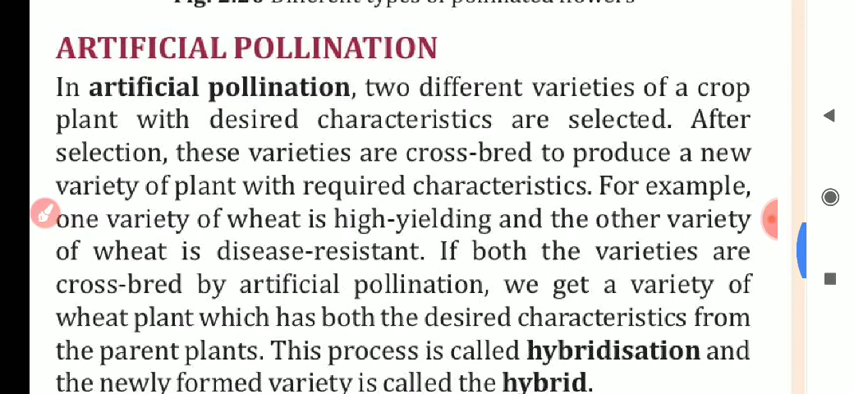 ARTIFICIAL POLLINATION
In artificial pollination, two different varieties of a crop
plant with desired characteristics are selected. After
selection, these varieties are cross-bred to produce a new
variety of plant with required characteristics. For example,
one variety of wheat is high-yielding and the other variety
of wheat is disease-resistant. If both the varieties are
cross-bred by artificial pollination, we get a variety of
wheat plant which has both the desired characteristics from
the parent plants. This process is called hybridisation and
the newly formed variety is called the hybrid.